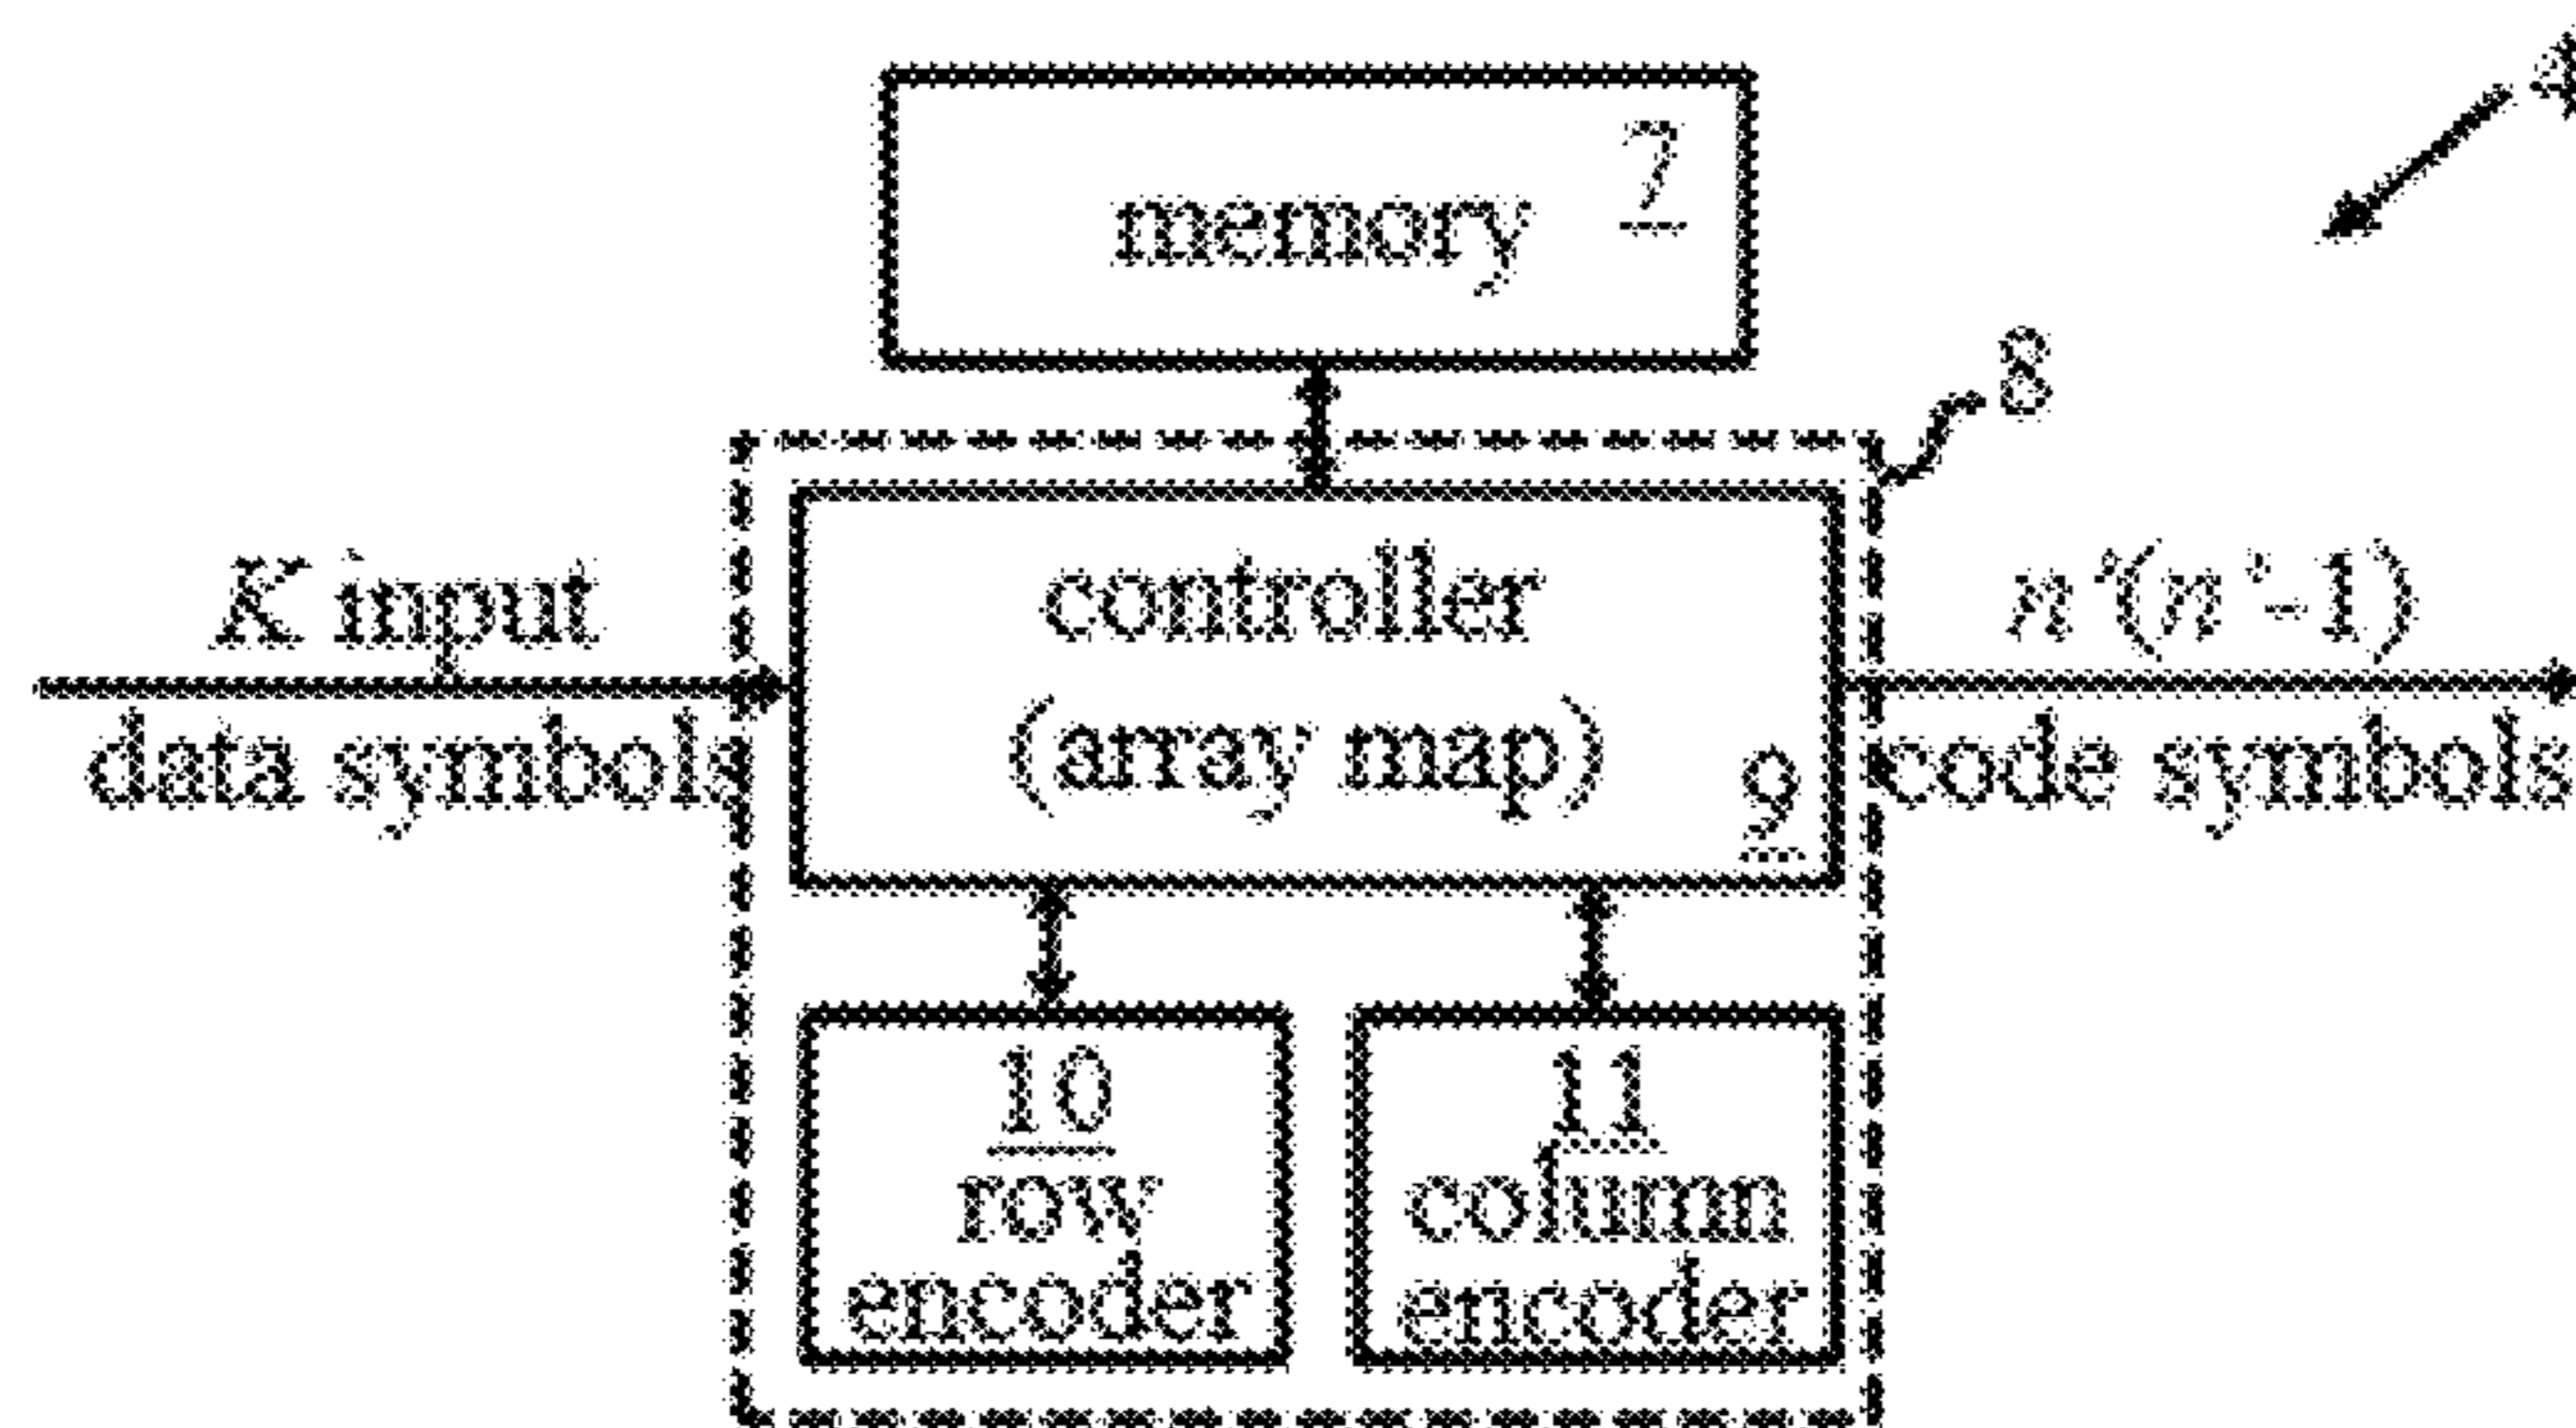 4
memory 7
8
K input
data symbols
controller
(array map)
9
n'(n'-1)
code symbols
10
row
encoder
11
column
encoder